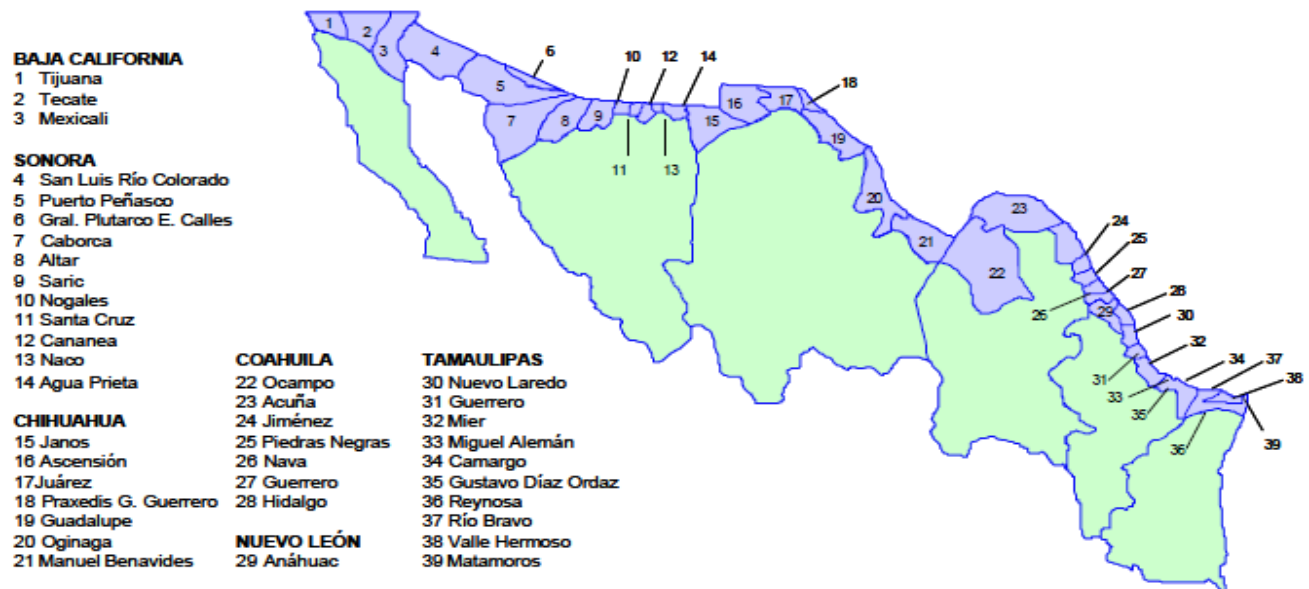 BAJA CALIFORNIA
1 Tijuana
2 Tecate
3 Mexicali
SONORA
4 San Luis Río Colorado
5 Puerto Peñasco
6 Gral. Plutarco E. Calles
7 Caborca
8 Altar
9 Saric
10 Nogales
11 Santa Cruz
12 Cananea
13 Naco
14 Agua Prieta
CHIHUAHUA
15 Janos
16 Ascensión
17 Juárez
18 Praxedis G. Guerrero
19 Guadalupe
20 Oginaga
21 Manuel Benavides
COAHUILA
22 Ocampo
23 Acuña
24 Jiménez
25 Piedras Negras
26 Nava
27 Guerrero
28 Hidalgo
NUEVO LEÓN
29 Anáhuac
TAMAULIPAS
30 Nuevo Laredo
31 Guerrero
32 Mier
33 Miguel Alemán
34 Camargo
35 Gustavo Díaz Ordaz
36 Reynosa
37 Río Bravo
38 Valle Hermoso
39 Matamoros
1
2
3
4
5
6
7
8
9
10
11
12
13
14
15
16
17
18
19
20
21
22
23
24
25
26
27
28
29
30
31
32
33
34
35
36
37
38
39